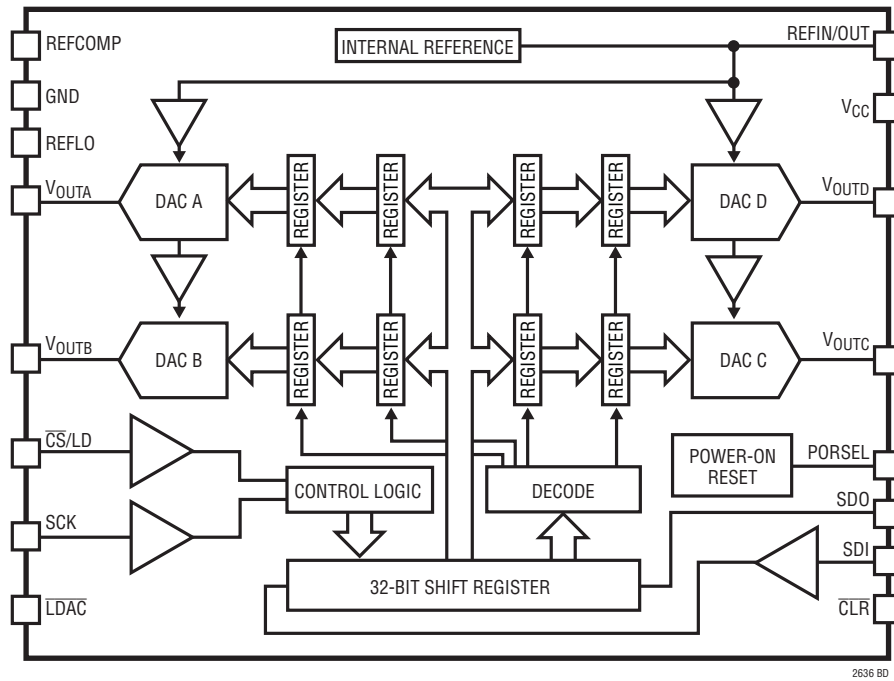 REFCOMP
INTERNAL REFERENCE
REFIN/OUT
GND
VCC
REFLO
VOUTA
DAC A
REGISTER
REGISTER
REGISTER
REGISTER
DAC D
VOUTD
VOUTB
DAC B
REGISTER
REGISTER
REGISTER
REGISTER
DAC C
VOUTC
CS/LD
CONTROL LOGIC
DECODE
POWER-ON
RESET
PORSEL
SDO
SCK
SDI
32-BIT SHIFT REGISTER
LDAC
CLR
2636 BD